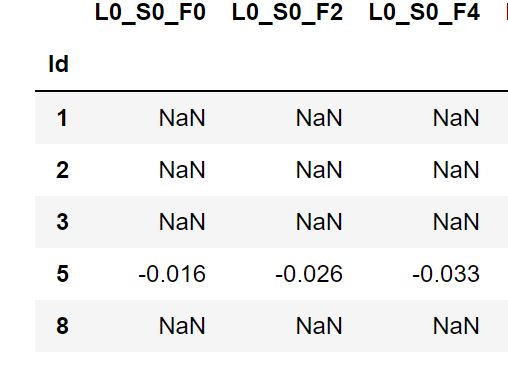 L0_S0_F0 L0_S0_F2 L0_S0_F4
Id
1 NaN NaN NaN
2 NaN NaN NaN
3 NaN NaN NaN
5 -0.016 -0.026 -0.033
8 NaN NaN NaN